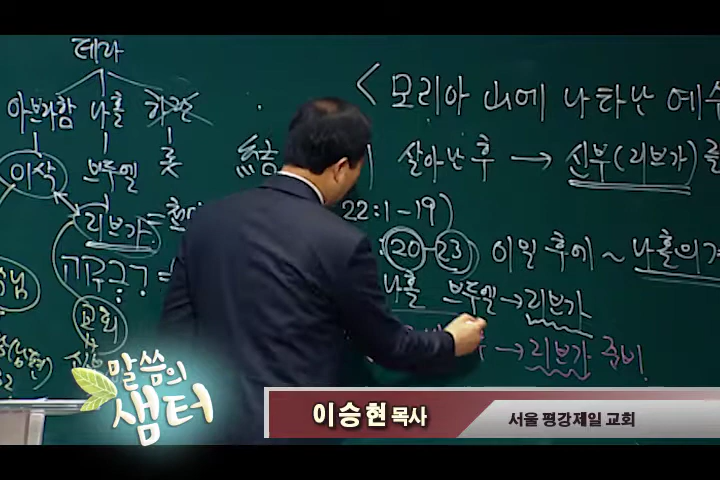 테라
아브라함 나홀 하란
이삭 브두엘 롯
리브가
교회
<모리아 山에 나타난 예수
살아난 후 → 신부(리브가)를
22:1-19)
20-23 이일 후에 ~ 나홀의
나홀 브두엘→리브가
→리브가 준비
말씀의
샘터
이승현 목사
서울 평강제일 교회